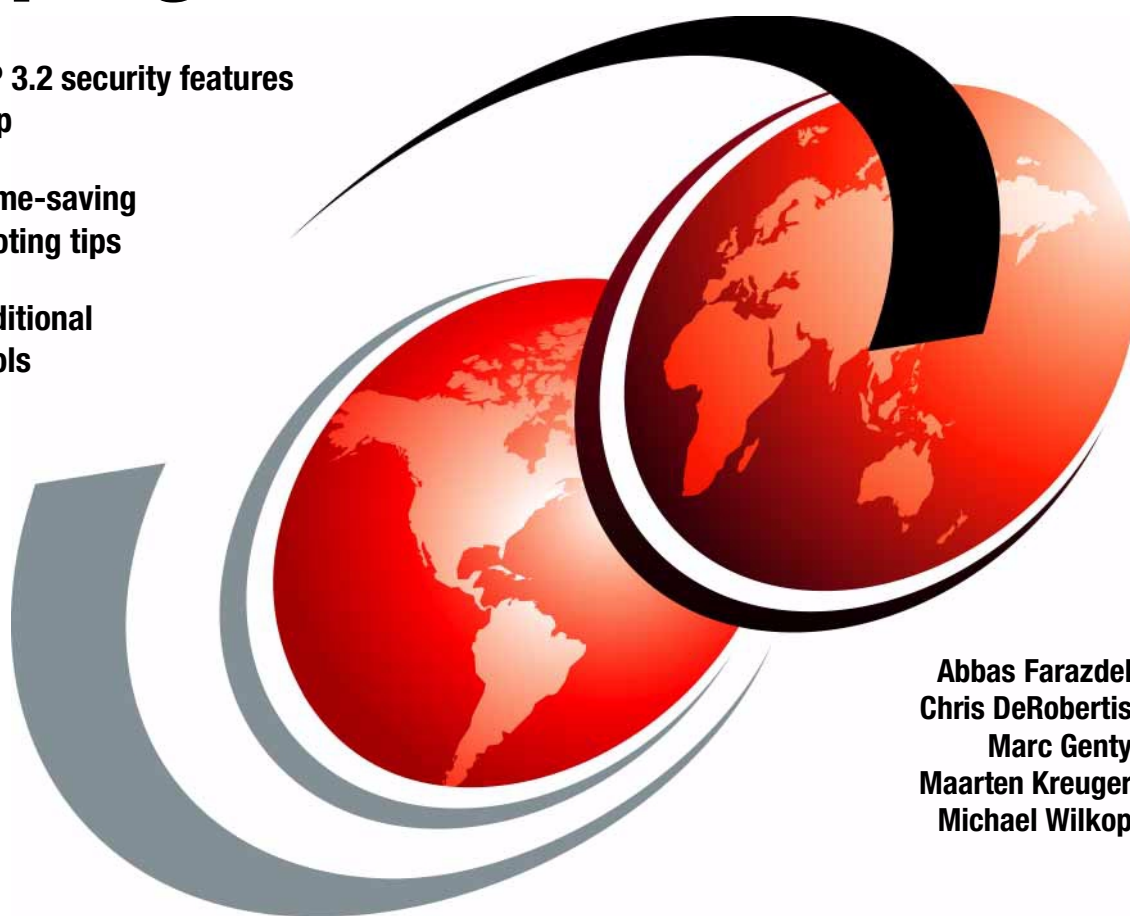 3.2 security features
me-saving
oting tips
ditional
ols
Abbas Farazdel
Chris DeRobertis
Marc Genty
Maarten Kreuger
Michael Wilkop